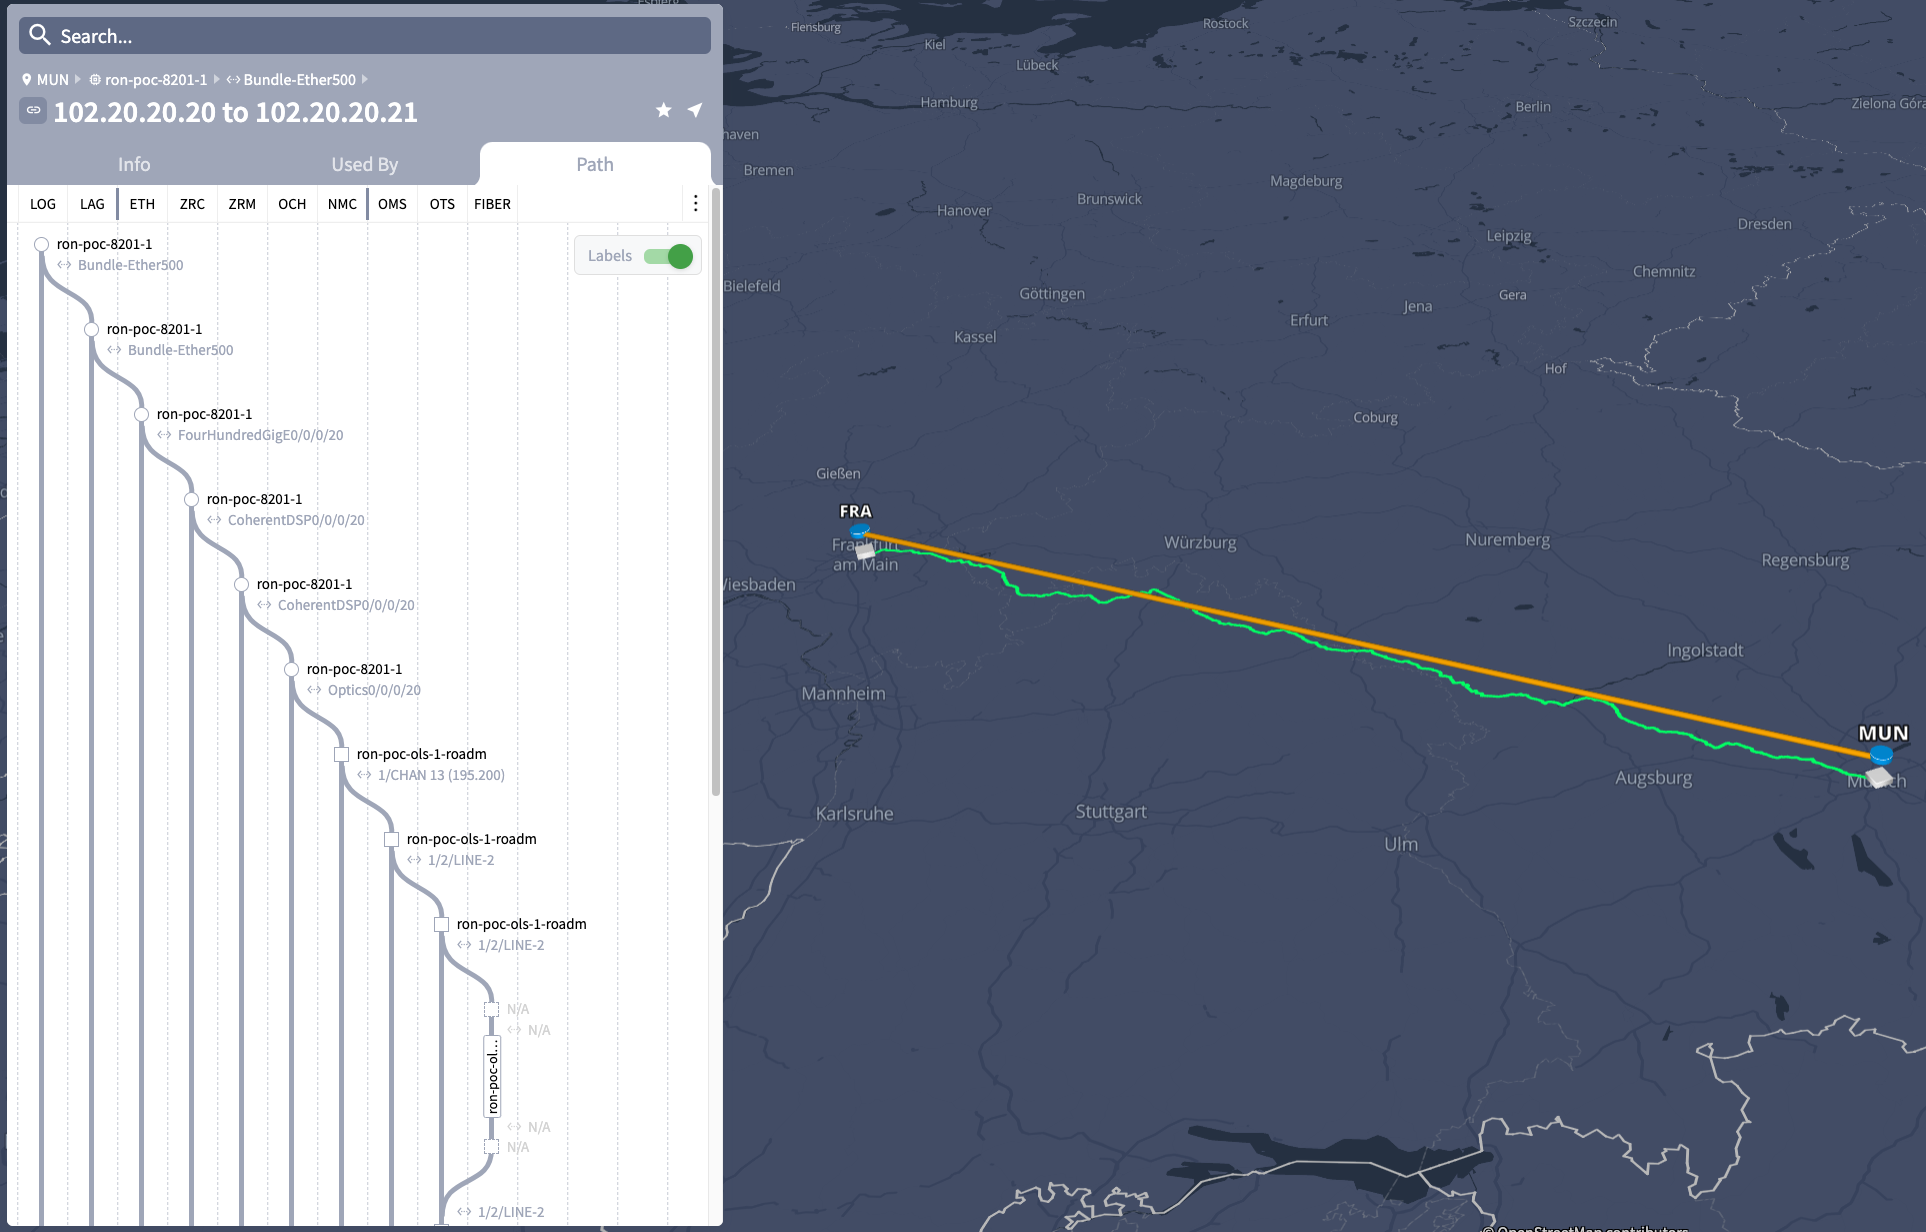 Search...
MUN ron-poc-8201-1 Bundle-Ether500
102.20.20.20 to 102.20.20.21
Info Used By Path
LOG LAG ETH ZRC ZRM OCH NMC OMS OTS FIBER
Labels
ron-poc-8201-1
Bundle-Ether500
ron-poc-8201-1
Bundle-Ether500
ron-poc-8201-1
FourHundredGigE0/0/0/20
ron-poc-8201-1
CoherentDSP0/0/0/20
ron-poc-8201-1
CoherentDSP0/0/0/20
ron-poc-8201-1
Optics0/0/0/20
ron-poc-ols-1-roadm
1/CHAN 13 (195.200)
ron-poc-ols-1-roadm
1/2/LINE-2
ron-poc-ols-1-roadm
1/2/LINE-2
N/A
N/A
ron-poc-ol...
N/A
N/A
1/2/LINE-2
Flensburg
Rostock
Szczecin
Kiel
Lübeck
Hamburg
Berlin
Zielona Góra
haven
Bremen
Magdeburg
Brunswick
Hanover
Dresden
Leipzig
Chemnitz
Bielefeld
Göttingen
Gera
Jena
Erfurt
Kassel
Hof
Coburg
Gießen
FRA
Frankfurt
am Main
Würzburg
Nuremberg
Regensburg
Wiesbaden
Ingolstadt
Mannheim
MUN
Augsburg
Munich
Karlsruhe
Stuttgart
Ulm
© OpenStreetMap contributors